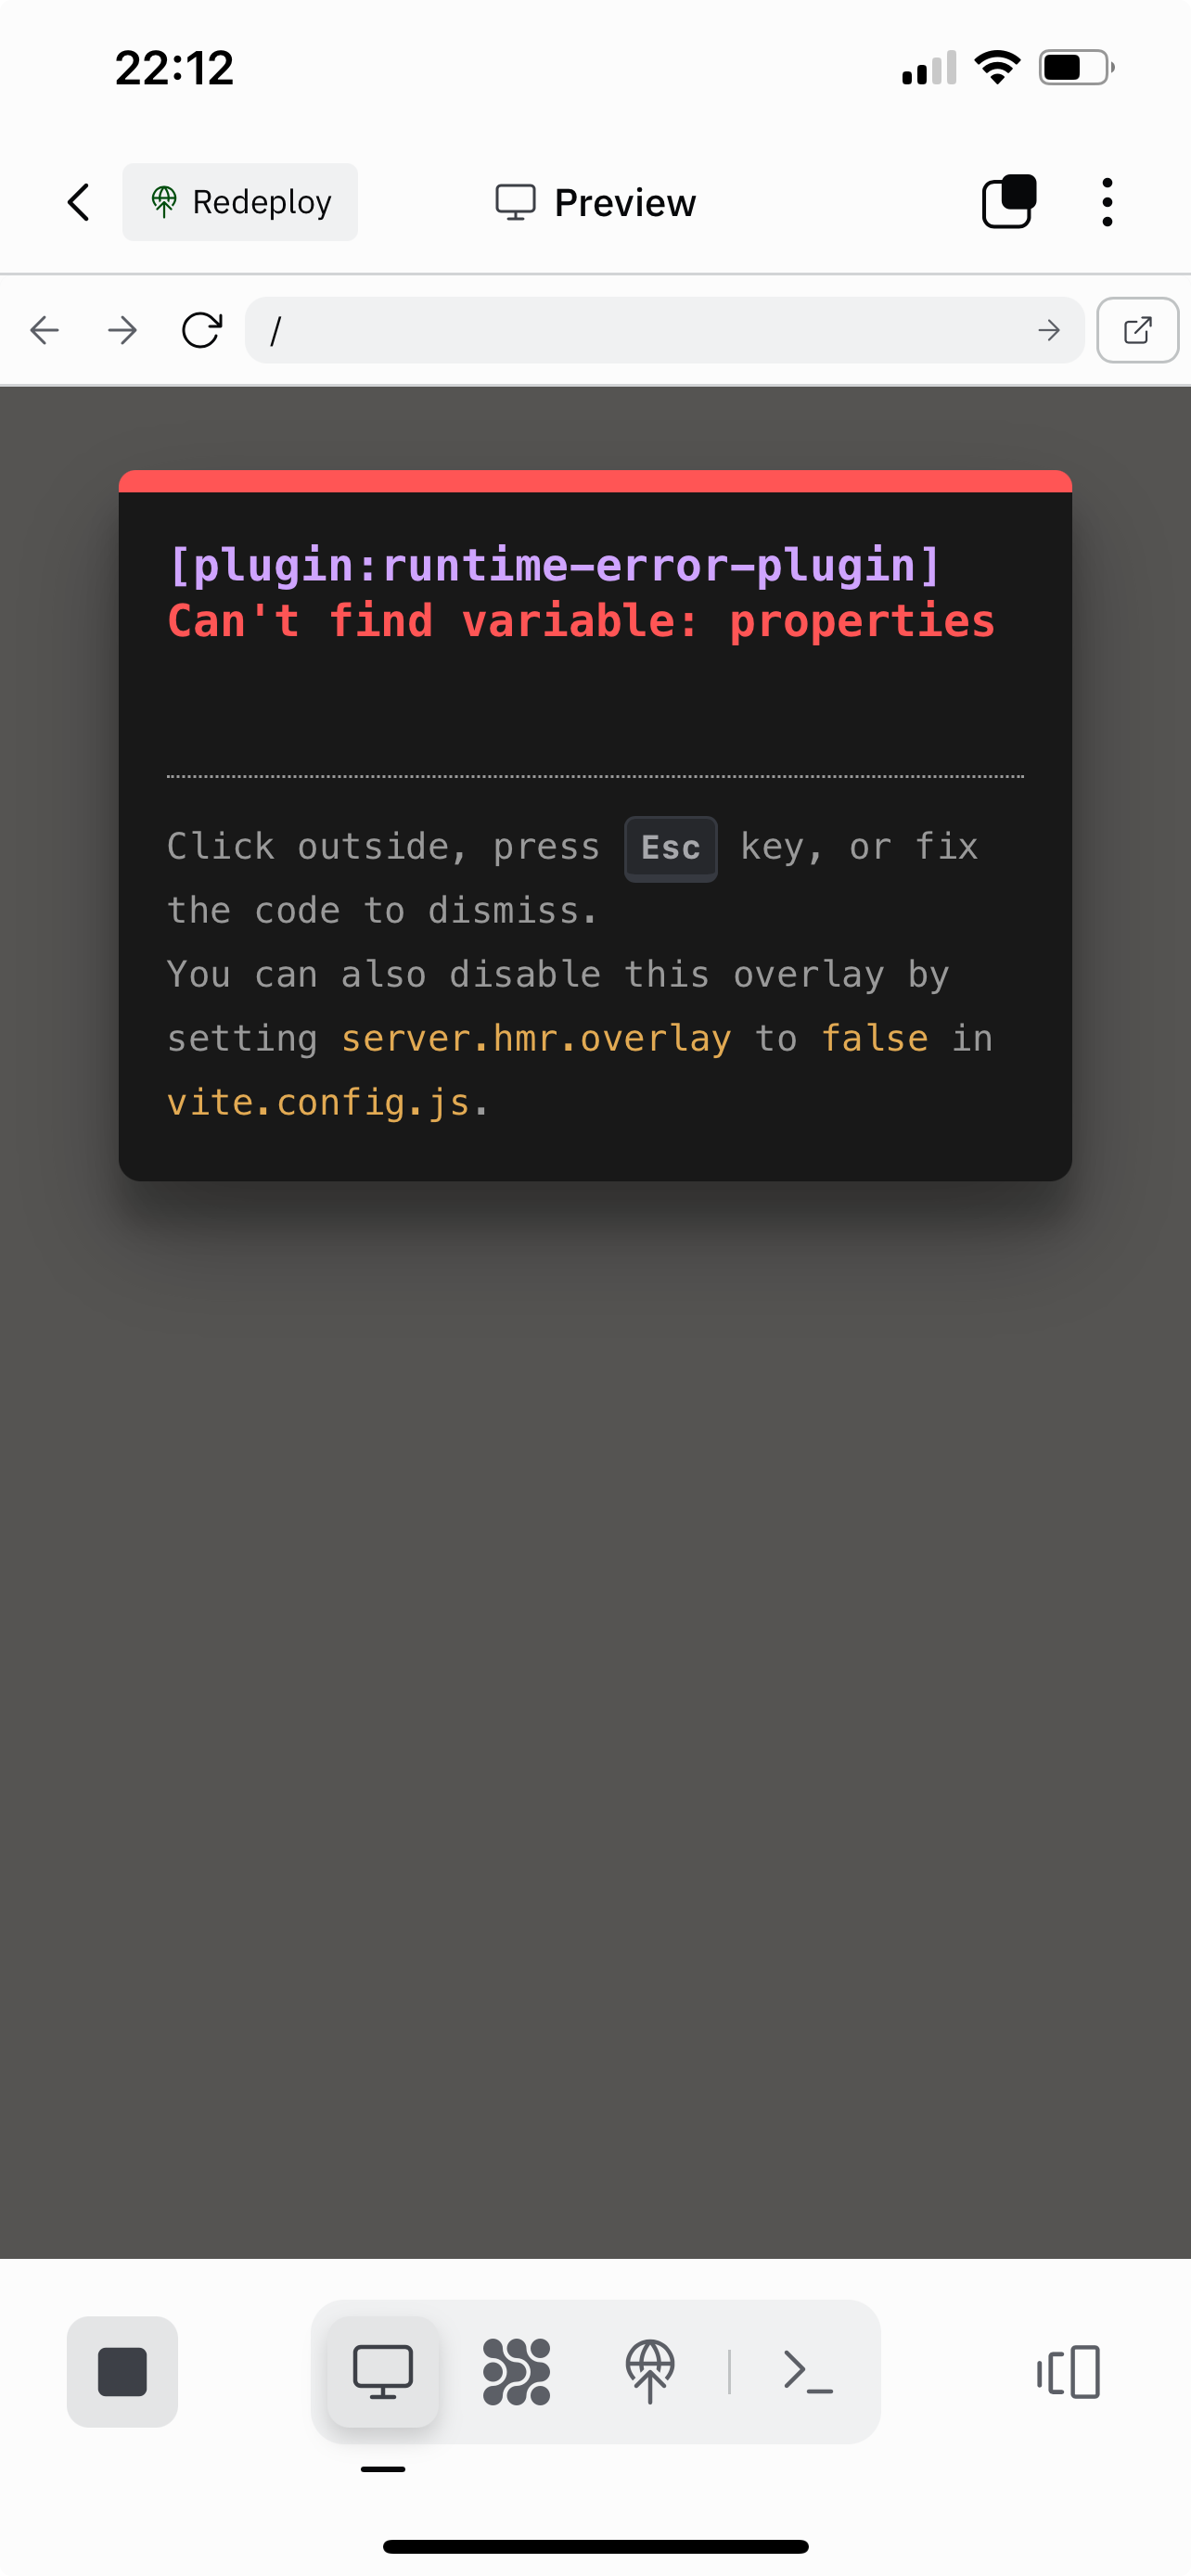 22:12
Redeploy
Preview
/
[plugin:runtime-error-plugin]
Can't find variable: properties
Click outside, press Esc key, or fix
the code to dismiss.
You can also disable this overlay by
setting server.hmr.overlay to false in
vite.config.js.